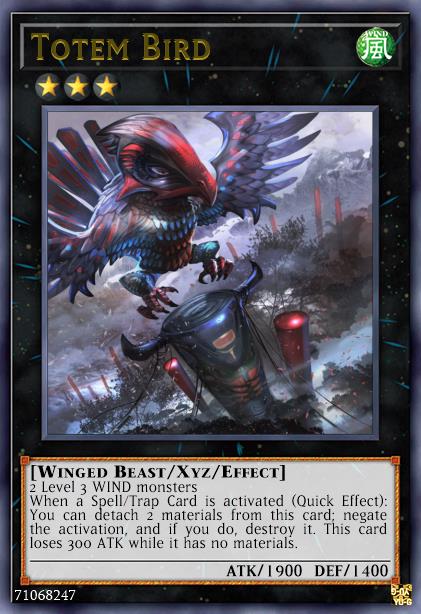 Totem Bird
WIND
風
[Winged Beast/Xyz/Effect]
2 Level 3 WIND monsters
When a Spell/Trap Card is activated (Quick Effect):
You can detach 2 materials from this card; negate
the activation, and if you do, destroy it. This card
loses 300 ATK while it has no materials.
ATK/1900 DEF/1400
71068247